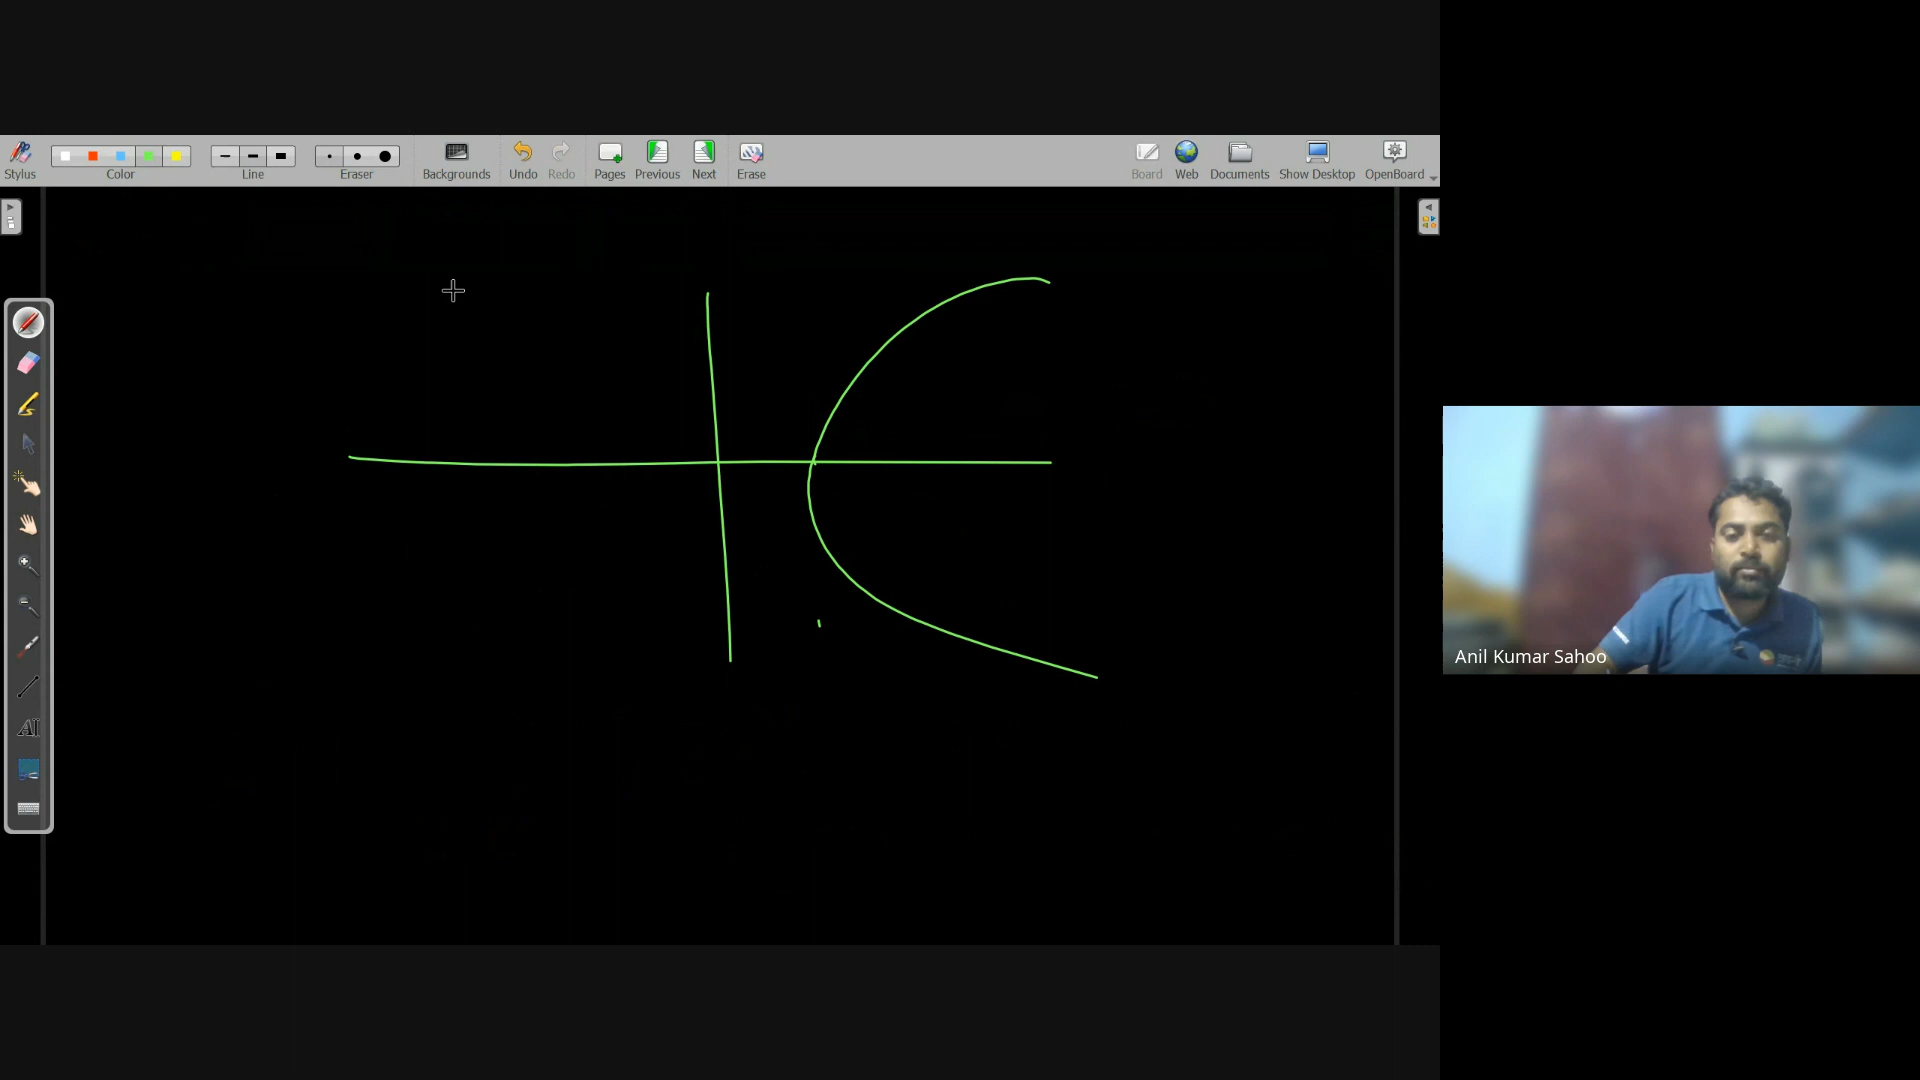 Stylus Color Line Eraser Backgrounds Undo Redo Pages Previous Next Erase Board Web Documents Show Desktop OpenBoard
AI
Anil Kumar Sahoo